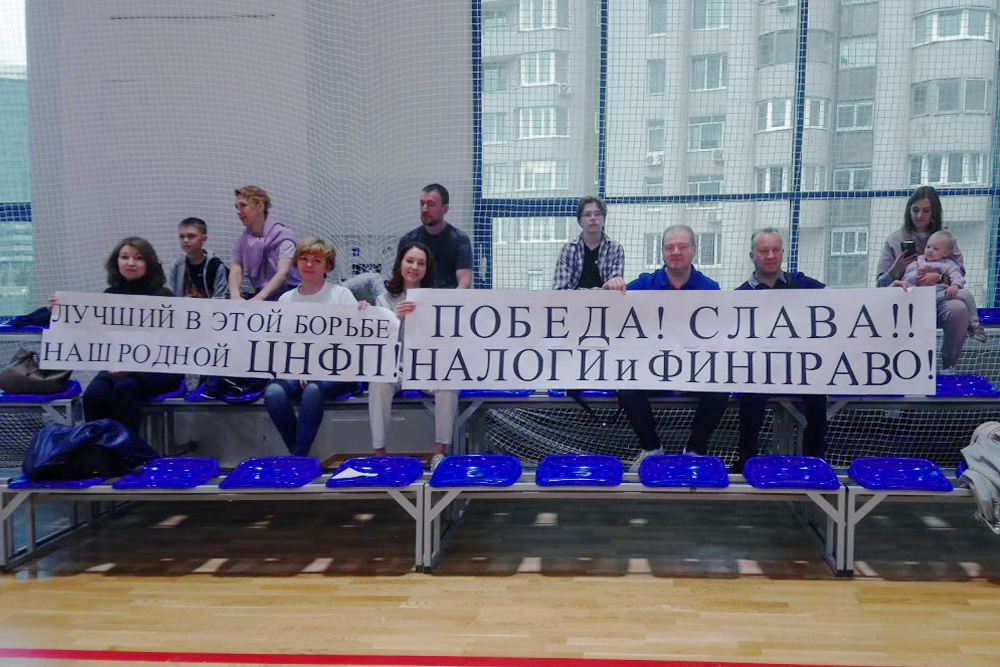 ЛУЧШИЙ В ЭТОЙ БОРЬБЕ
НАШ РОДНОЙ ЦНФП!
ПОБЕДА! СЛАВА!!
НАЛОГИ и ФИНПРАВО!